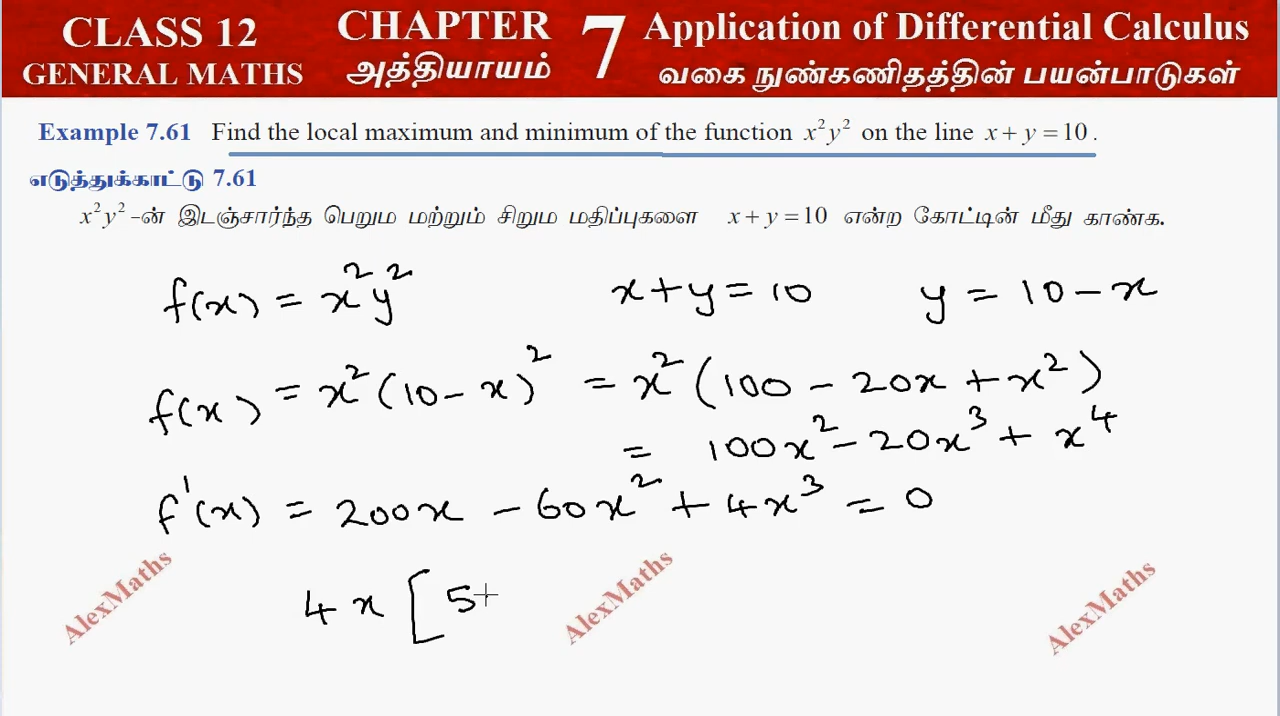 CLASS 12 CHAPTER 7 Application of Differential Calculus
GENERAL MATHS அத்தியாயம் வகை நுண்கணிதத்தின் பயன்பாடுகள்
Example 7.61 Find the local maximum and minimum of the function x²y² on the line x + y = 10 .
எடுத்துக்காட்டு 7.61
x²y² –ன் இடஞ்சார்ந்த பெறும மற்றும் சிறும மதிப்புகளை x + y = 10 என்ற கோட்டின் மீது காண்க.
f(x) = x²y² x+y = 10 y = 10 – x
f(x) = x²(10 – x)² = x²(100 – 20x + x²)
= 100x² – 20x³ + x⁴
f'(x) = 200x – 60x² + 4x³ = 0
4x [ 5
AlexMaths AlexMaths AlexMaths